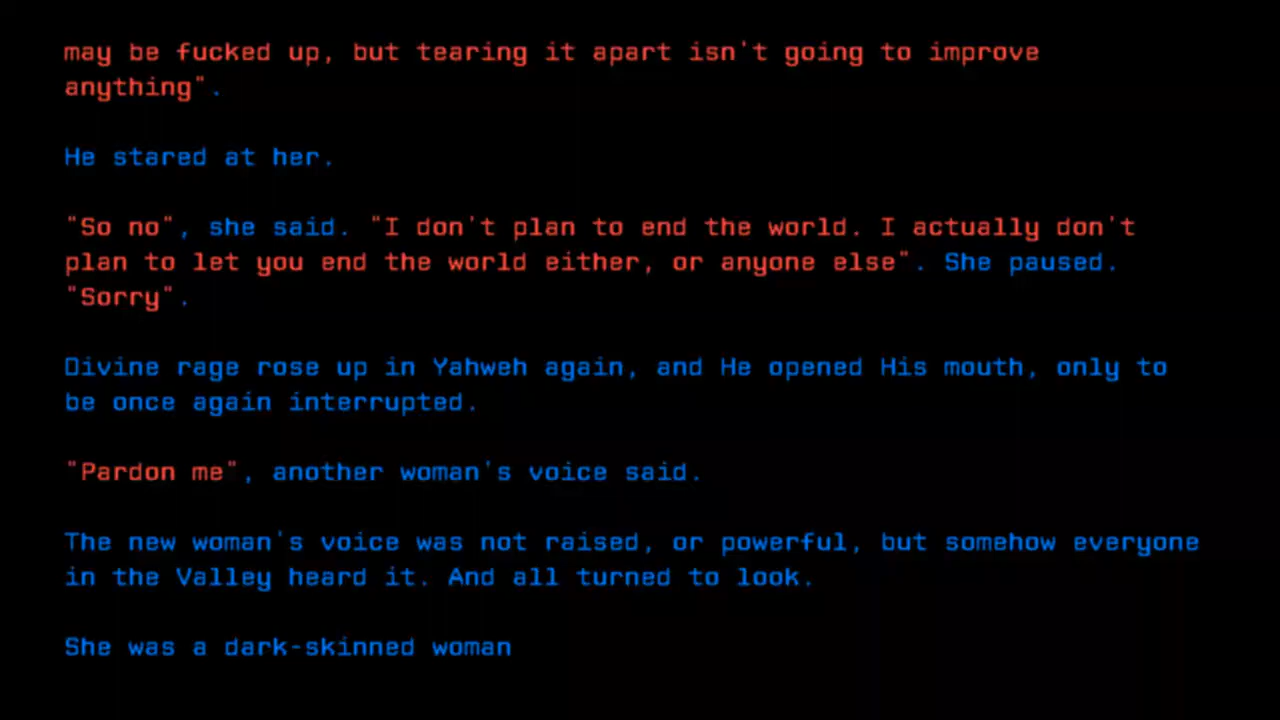 may be fucked up, but tearing it apart isn't going to improve
anything".
He stared at her.
"So no", she said. "I don't plan to end the world. I actually don't
plan to let you end the world either, or anyone else". She paused.
"Sorry".
Divine rage rose up in Yahweh again, and He opened His mouth, only to
be once again interrupted.
"Pardon me", another woman's voice said.
The new woman's voice was not raised, or powerful, but somehow everyone
in the Valley heard it. And all turned to look.
She was a dark-skinned woman